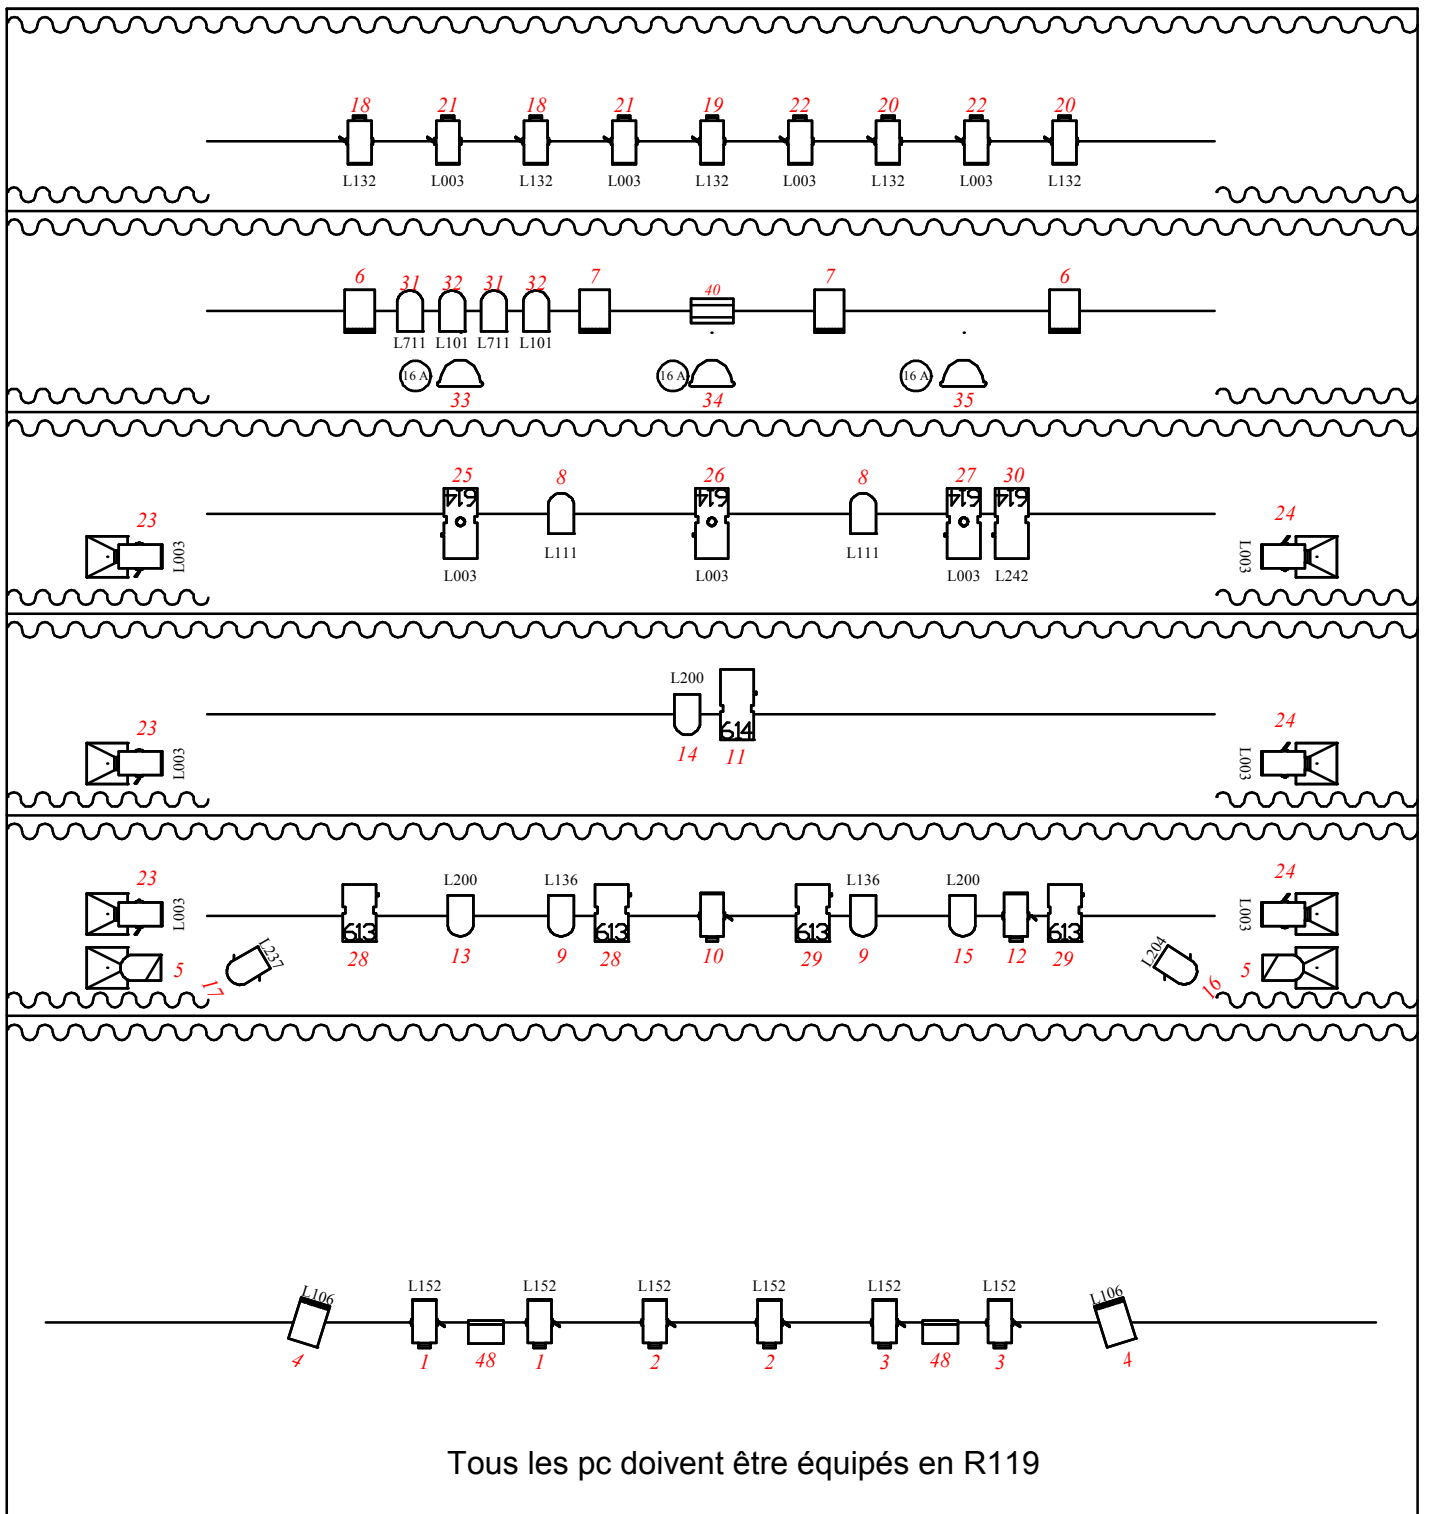 18 21 18 21 19 22 20 22 20
L132 L003 L132 L003 L132 L003 L132 L003 L132
6 31 32 31 32 7 40 7 6
L711 L101 L711 L101
16 A 16 A 16 A
33 34 35
25 8 26 8 27 30
614 614 614 614
23 24
L003 L003
L111 L111
L003 L003 L003 L242
L200
23 24
L003 L003
614
14 11
23 24
L003 L003
L200 L136 L136 L200
613 613 613 613
28 13 9 28 10 29 9 15 12 29
L237 L204
5 17 16 5
L106 L152 L152 L152 L152 L152 L152 L106
4 1 48 1 2 2 3 48 3 4
Tous les pc doivent être équipés en R119